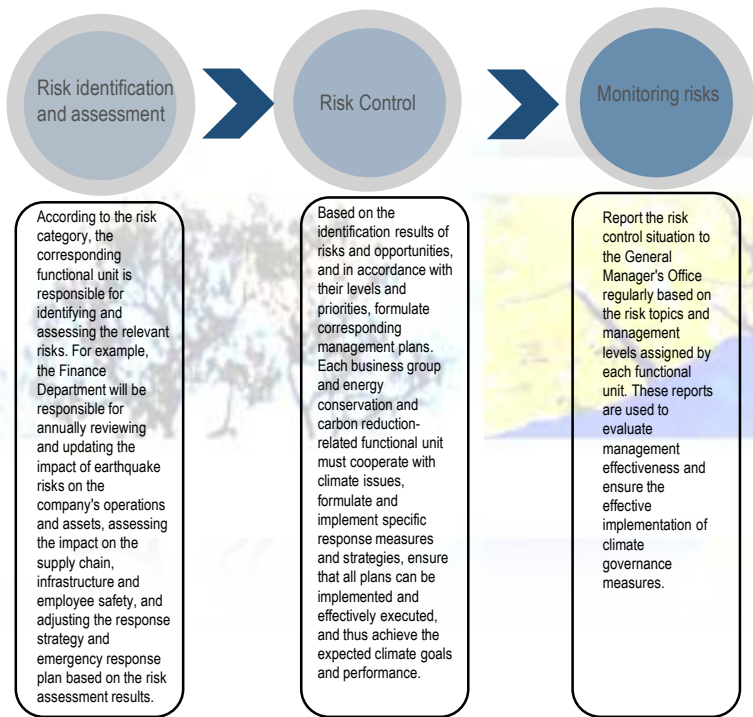 Risk identification
and assessment
Risk Control
Monitoring risks
According to the risk
category, the
corresponding
functional unit is
responsible for
identifying and
assessing the relevant
risks. For example,
the Finance
Department will be
responsible for
annually reviewing
and updating the
impact of earthquake
risks on the
company's operations
and assets, assessing
the impact on the
supply chain,
infrastructure and
employee safety, and
adjusting the response
strategy and
emergency response
plan based on the risk
assessment results.
Based on the
identification results of
risks and opportunities,
and in accordance with
their levels and
priorities, formulate
corresponding
management plans.
Each business group
and energy
conservation and
carbon reduction-
related functional unit
must cooperate with
climate issues,
formulate and
implement specific
response measures
and strategies, ensure
that all plans can be
implemented and
effectively executed,
and thus achieve the
expected climate goals
and performance.
Report the risk
control situation to
the General
Manager's Office
regularly based on
the risk topics and
management
levels assigned by
each functional
unit. These reports
are used to
evaluate
management
effectiveness and
ensure the
effective
implementation of
climate
governance
measures.